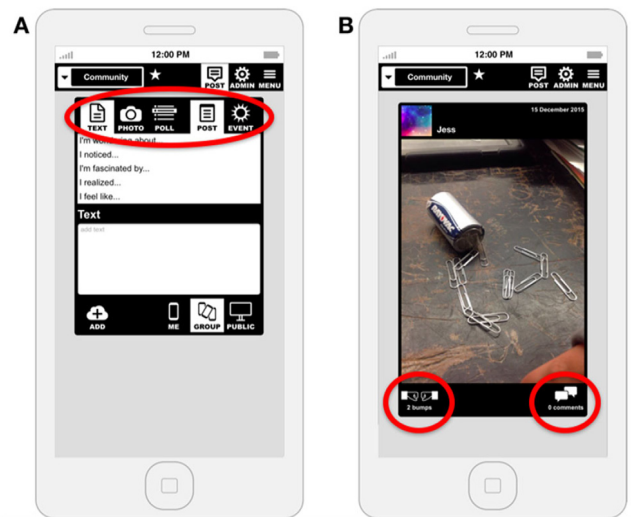 A
12:00 PM
Community
POST ADMIN MENU
TEXT PHOTO POLL POST EVENT
I'm wondering about...
I noticed...
I'm fascinated by...
I realized...
I feel like...
Text
add text
ADD ME GROUP PUBLIC
B
12:00 PM
Community
POST ADMIN MENU
15 December 2015
Jess
2 bumps
0 comments